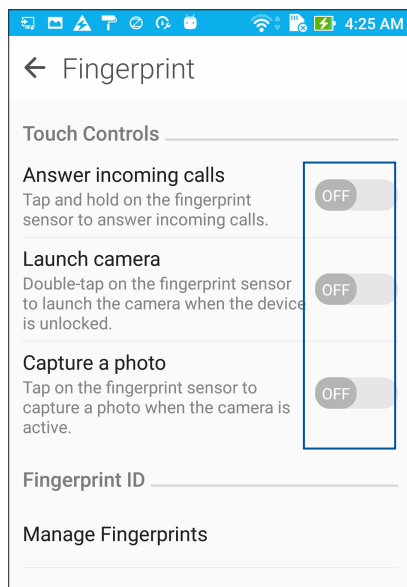 4:25 AM
Fingerprint
Touch Controls
Answer incoming calls
Tap and hold on the fingerprint
sensor to answer incoming calls.
OFF
Launch camera
Double-tap on the fingerprint sensor
to launch the camera when the device
is unlocked.
OFF
Capture a photo
Tap on the fingerprint sensor to
capture a photo when the camera is
active.
OFF
Fingerprint ID
Manage Fingerprints